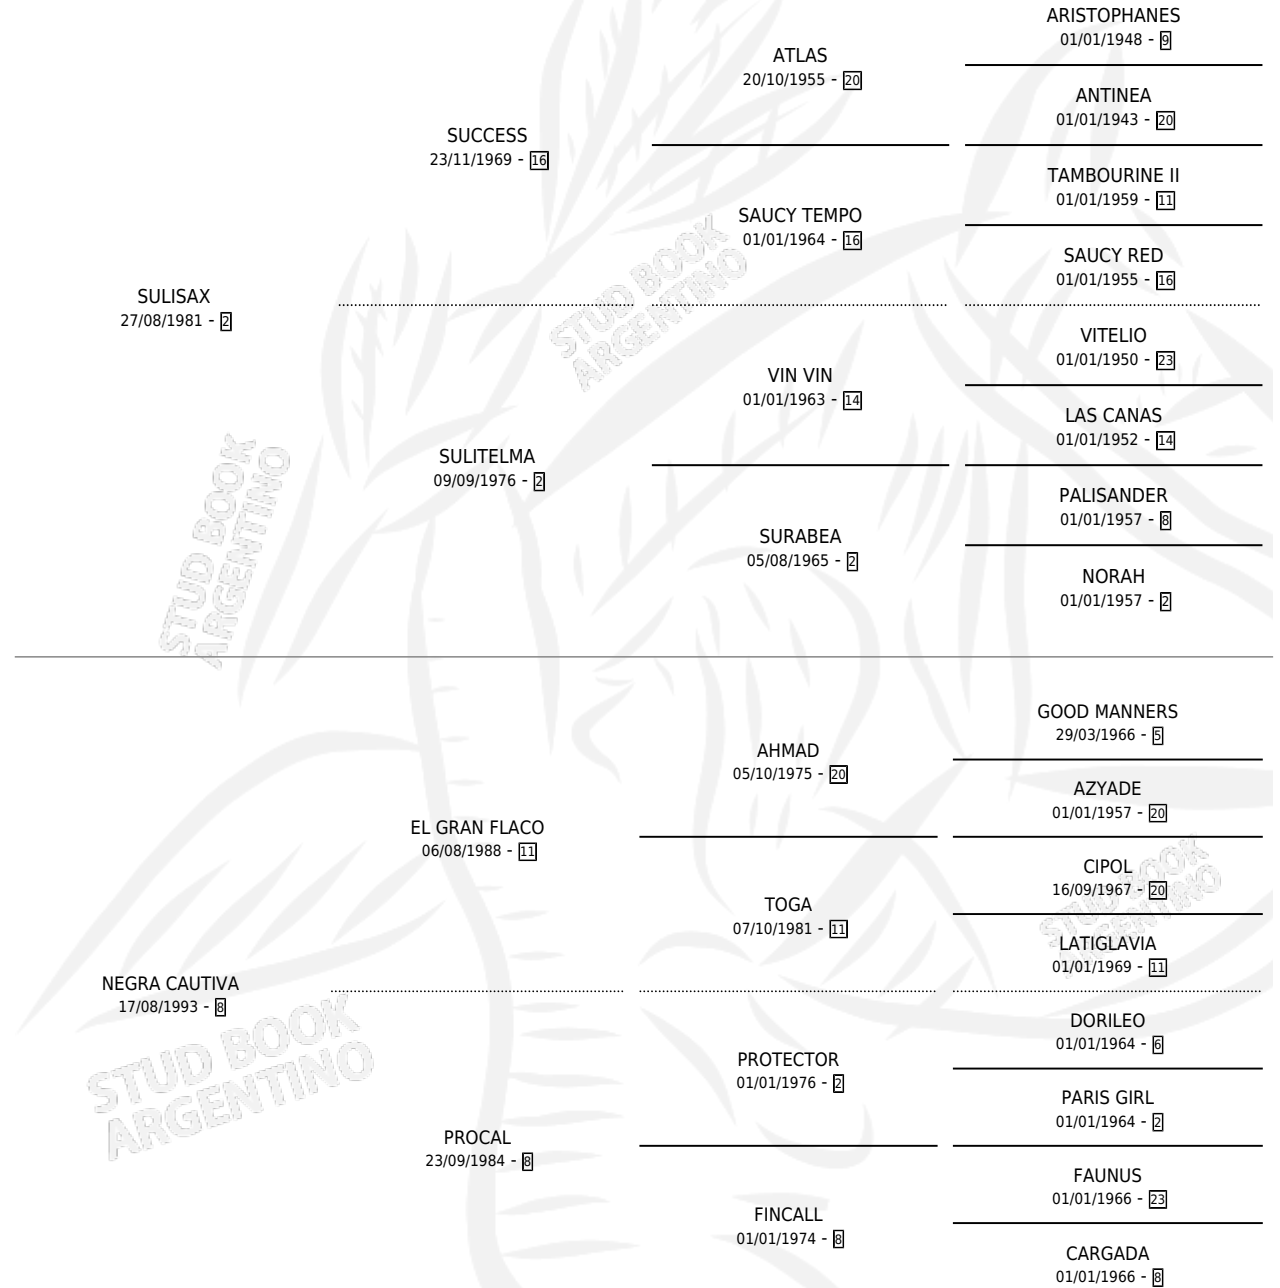 ARISTOPHANES
01/01/1948 - 9
ATLAS
20/10/1955 - 20
ANTINEA
01/01/1943 - 20
SUCCESS
23/11/1969 - 16
TAMBOURINE II
01/01/1959 - 11
SAUCY TEMPO
01/01/1964 - 16
SAUCY RED
01/01/1955 - 16
SULISAX
27/08/1981 - 2
STUD BOOK
ARGENTINO
VITELIO
01/01/1950 - 23
VIN VIN
01/01/1963 - 14
LAS CANAS
01/01/1952 - 14
SULITELMA
09/09/1976 - 2
PALISANDER
01/01/1957 - 8
SURABEA
05/08/1965 - 2
NORAH
01/01/1957 - 2
STUD BOOK
ARGENTINO
GOOD MANNERS
29/03/1966 - 5
AHMAD
05/10/1975 - 20
AZYADE
01/01/1957 - 20
EL GRAN FLACO
06/08/1988 - 11
CIPOL
16/09/1967 - 20
TOGA
07/10/1981 - 11
STUD BOOK
ARGENTINO
LATIGLAVIA
01/01/1969 - 11
NEGRA CAUTIVA
17/08/1993 - 8
STUD BOOK
ARGENTINO
DORILEO
01/01/1964 - 6
PROTECTOR
01/01/1976 - 2
PARIS GIRL
01/01/1964 - 2
PROCAL
23/09/1984 - 8
FAUNUS
01/01/1966 - 23
FINCALL
01/01/1974 - 8
CARGADA
01/01/1966 - 8